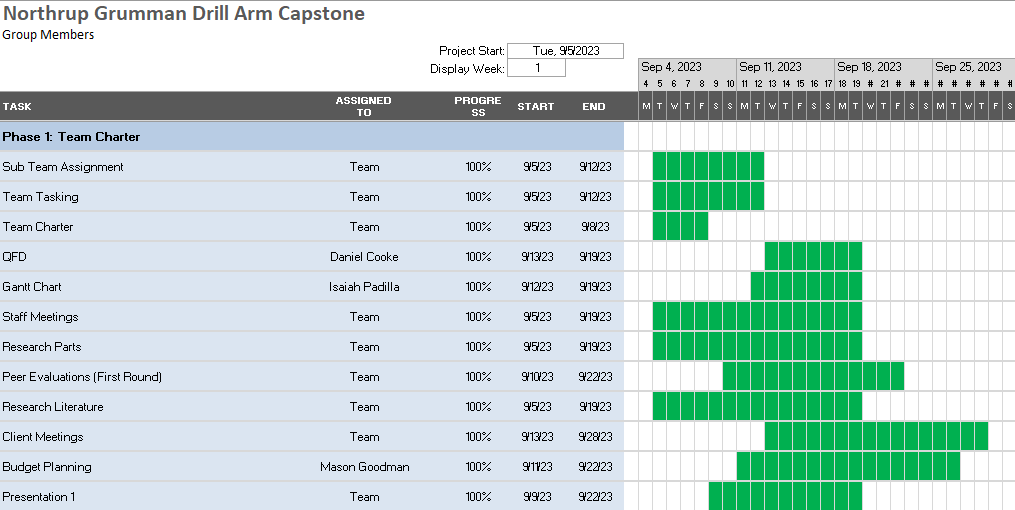 Northrup Grumman Drill Arm Capstone
Group Members
Project Start: Tue, 9/5/2023
Display Week: 1
Sep 4, 2023 Sep 11, 2023 Sep 18, 2023 Sep 25, 2023
4 5 6 7 8 9 10 11 12 13 14 15 16 17 18 19 # 21 # # # # # # # # #
TASK ASSIGNED TO PROGRE SS START END M T W T F S S M T W T F S S M T W T F S S M T W T F S
Phase 1: Team Charter
Sub Team Assignment Team 100% 9/5/23 9/12/23
Team Tasking Team 100% 9/5/23 9/12/23
Team Charter Team 100% 9/5/23 9/8/23
QFD Daniel Cooke 100% 9/13/23 9/19/23
Gantt Chart Isaiah Padilla 100% 9/12/23 9/19/23
Staff Meetings Team 100% 9/5/23 9/19/23
Research Parts Team 100% 9/5/23 9/19/23
Peer Evaluations (First Round) Team 100% 9/10/23 9/22/23
Research Literature Team 100% 9/5/23 9/19/23
Client Meetings Team 100% 9/13/23 9/28/23
Budget Planning Mason Goodman 100% 9/11/23 9/22/23
Presentation 1 Team 100% 9/9/23 9/22/23